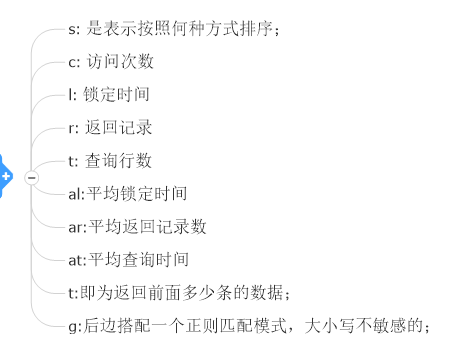 s: 是表示按照何种方式排序；
c: 访问次数
l: 锁定时间
r: 返回记录
t: 查询行数
al:平均锁定时间
ar:平均返回记录数
at:平均查询时间
t:即为返回前面多少条的数据；
g:后边搭配一个正则匹配模式，大小写不敏感的；